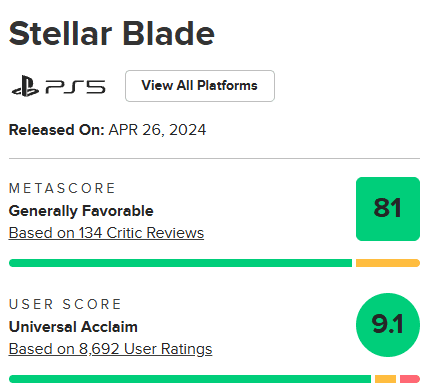 Stellar Blade
PS5 View All Platforms
Released On: APR 26, 2024
METASCORE
Generally Favorable
Based on 134 Critic Reviews
81
USER SCORE
Universal Acclaim
Based on 8,692 User Ratings
9.1